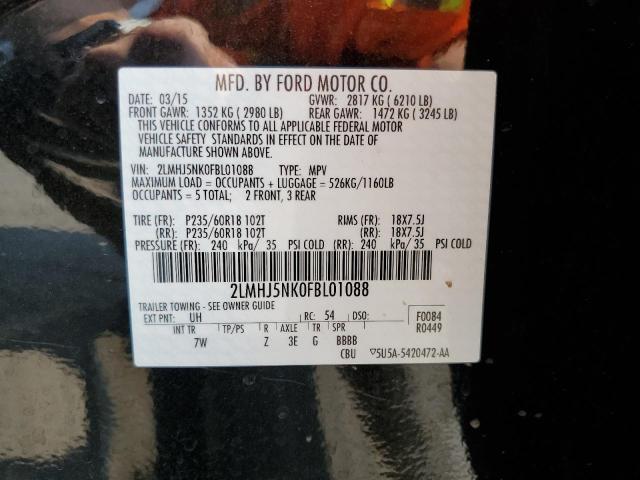 MFD. BY FORD MOTOR CO.
DATE: 03/15 GVWR: 2817 KG ( 6210 LB)
FRONT GAWR: 1352 KG ( 2980 LB) REAR GAWR: 1472 KG ( 3245 LB)
THIS VEHICLE CONFORMS TO ALL APPLICABLE FEDERAL MOTOR
VEHICLE SAFETY STANDARDS IN EFFECT ON THE DATE OF
MANUFACTURE SHOWN ABOVE.
VIN: 2LMHJ5NK0FBL01088 TYPE: MPV
MAXIMUM LOAD = OCCUPANTS + LUGGAGE = 526KG/1160LB
OCCUPANTS = 5 TOTAL; 2 FRONT, 3 REAR
TIRE (FR): P235/60R18 102T RIMS (FR): 18X7.5J
(RR): P235/60R18 102T (RR): 18X7.5J
PRESSURE (FR): 240 kPa/ 35 PSI COLD (RR): 240 kPa/ 35 PSI COLD
2LMHJ5NK0FBL01088
TRAILER TOWING - SEE OWNER GUIDE
EXT PNT: UH RC: 54 DSO: F0084
R0449
INT TR TP/PS R AXLE TR SPR
7W Z 3E G BBBB
CBU ▽5U5A-5420472-AA